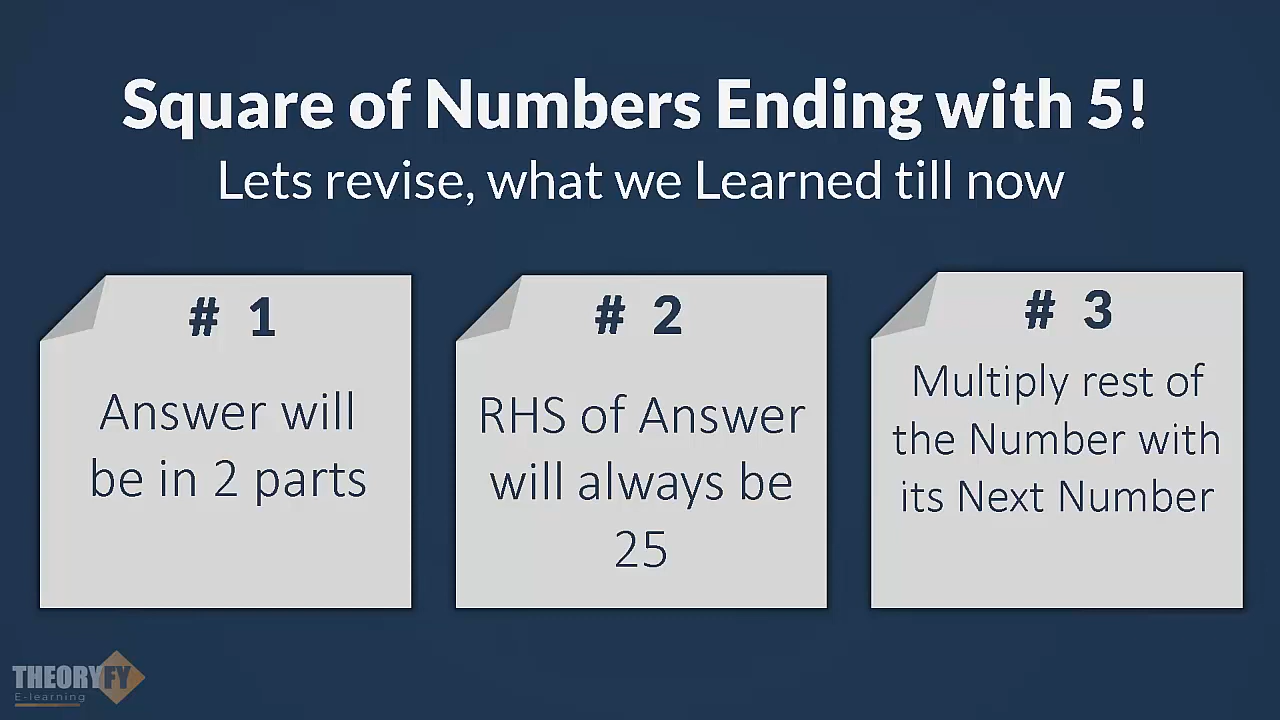 Square of Numbers Ending with 5!
Lets revise, what we Learned till now
# 1
Answer will
be in 2 parts
# 2
RHS of Answer
will always be
25
# 3
Multiply rest of
the Number with
its Next Number
THEORYFY
E-learning